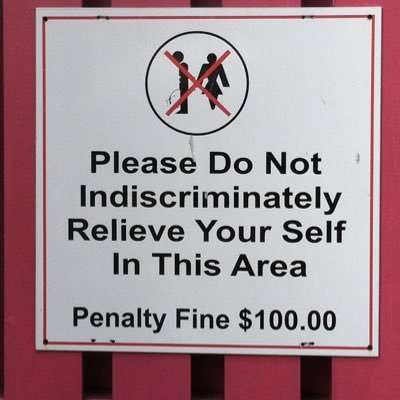 Please Do Not
Indiscriminately
Relieve Your Self
In This Area
Penalty Fine $100.00